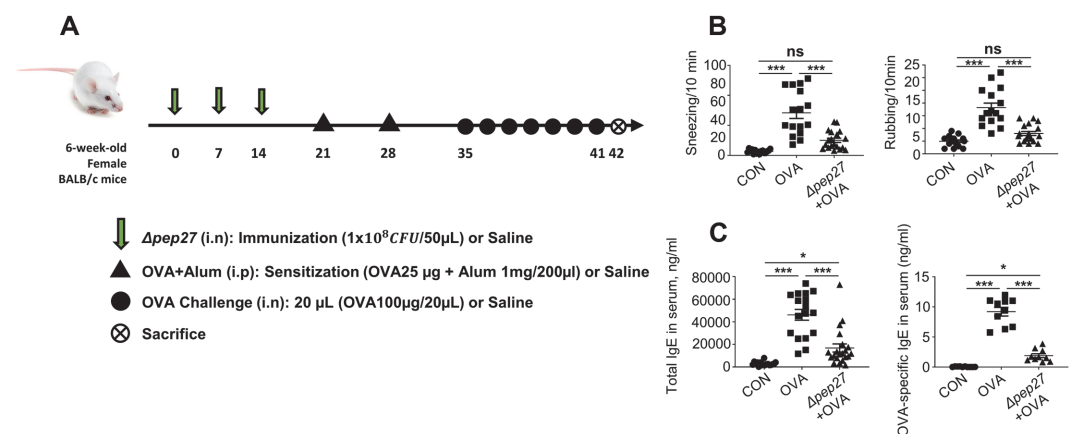 A
6-week-old
Female
BALB/c mice
0 7 14 21 28 35 41 42
Δpep27 (i.n): Immunization (1x10⁸CFU/50μL) or Saline
OVA+Alum (i.p): Sensitization (OVA25 μg + Alum 1mg/200μl) or Saline
OVA Challenge (i.n): 20 μL (OVA100μg/20μL) or Saline
Sacrifice
B
Sneezing/10 min
100
80
60
40
20
0
ns
*** ***
CON
OVA
Δpep27
+OVA
Rubbing/10min
25
20
15
10
5
0
ns
*** ***
CON
OVA
Δpep27
+OVA
C
Total IgE in serum, ng/ml
80000
60000
40000
20000
0
*
*** ***
CON
OVA
Δpep27
+OVA
OVA-specific IgE in serum (ng/ml)
15
10
5
0
*
*** ***
CON
OVA
Δpep27
+OVA